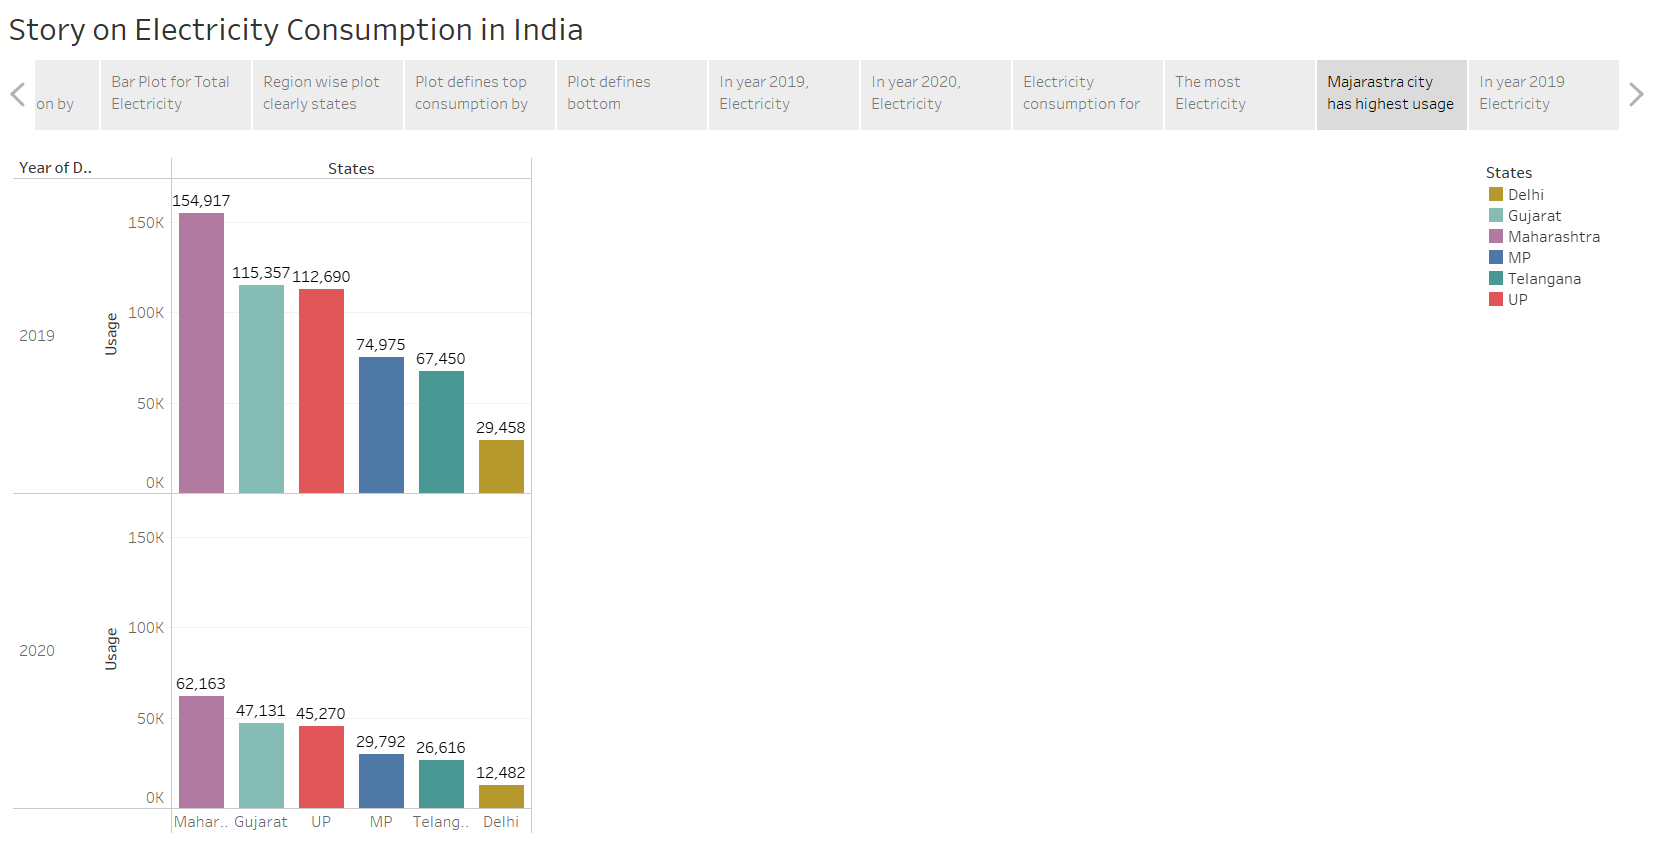 Story on Electricity Consumption in India
on by
Bar Plot for Total
Electricity
Region wise plot
clearly states
Plot defines top
consumption by
Plot defines
bottom
In year 2019,
Electricity
In year 2020,
Electricity
Electricity
consumption for
The most
Electricity
Majarastra city
has highest usage
In year 2019
Electricity
Year of D..
States
2019
Usage
150K
100K
50K
0K
154,917
115,357
112,690
74,975
67,450
29,458
2020
Usage
150K
100K
50K
0K
62,163
47,131
45,270
29,792
26,616
12,482
Mahar..
Gujarat
UP
MP
Telang..
Delhi
States
Delhi
Gujarat
Maharashtra
MP
Telangana
UP